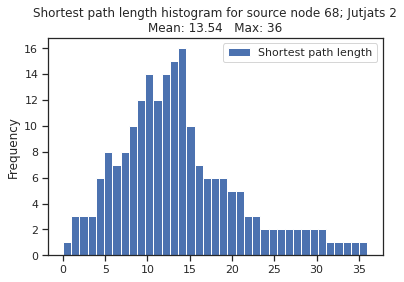 Shortest path length histogram for source node 68; Jutjats 2
Mean: 13.54   Max: 36
Shortest path length
Frequency
16
14
12
10
8
6
4
2
0
0 5 10 15 20 25 30 35